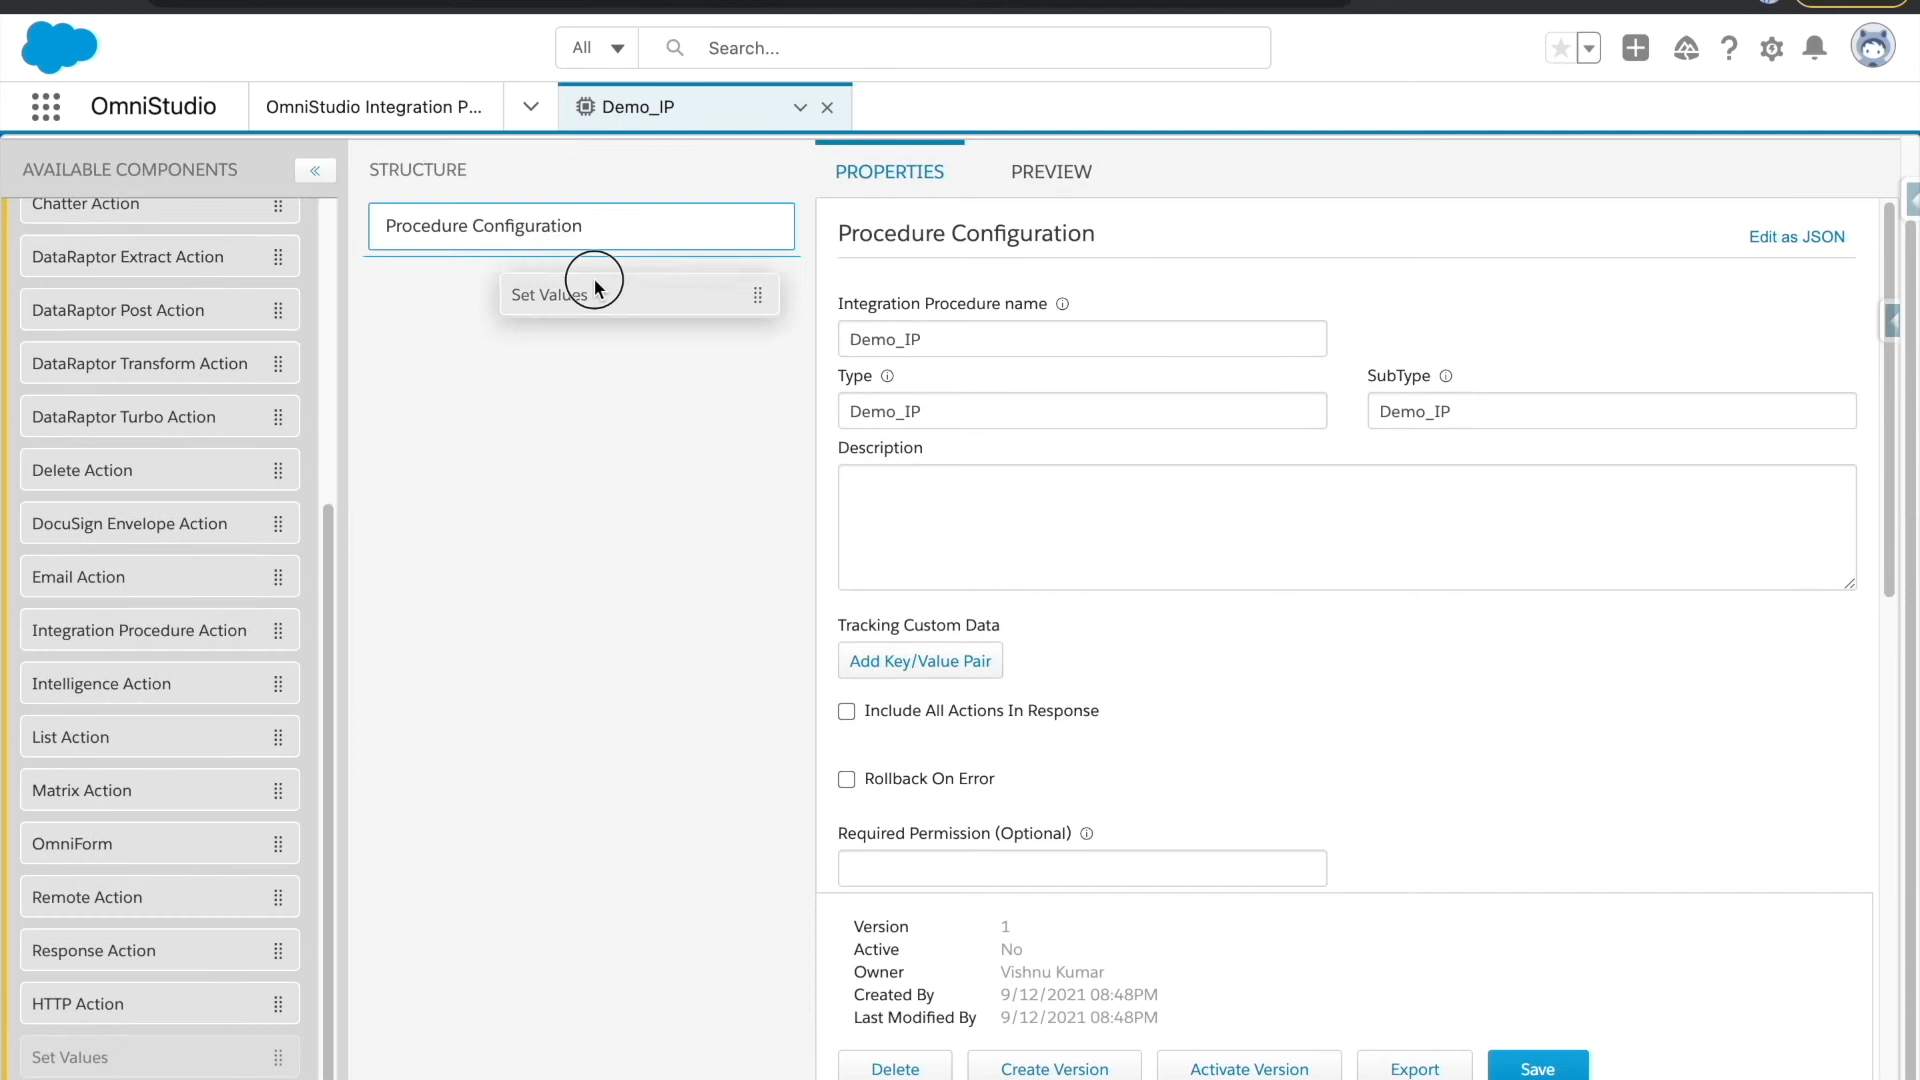 All
Search...
OmniStudio
OmniStudio Integration P...
Demo_IP
AVAILABLE COMPONENTS
«
Chatter Action
DataRaptor Extract Action
DataRaptor Post Action
DataRaptor Transform Action
DataRaptor Turbo Action
Delete Action
DocuSign Envelope Action
Email Action
Integration Procedure Action
Intelligence Action
List Action
Matrix Action
OmniForm
Remote Action
Response Action
HTTP Action
Set Values
STRUCTURE
Procedure Configuration
Set Values
PROPERTIES
PREVIEW
Procedure Configuration
Edit as JSON
Integration Procedure name
Demo_IP
Type
Demo_IP
SubType
Demo_IP
Description
Tracking Custom Data
Add Key/Value Pair
Include All Actions In Response
Rollback On Error
Required Permission (Optional)
Version 1
Active No
Owner Vishnu Kumar
Created By 9/12/2021 08:48PM
Last Modified By 9/12/2021 08:48PM
Delete
Create Version
Activate Version
Export
Save